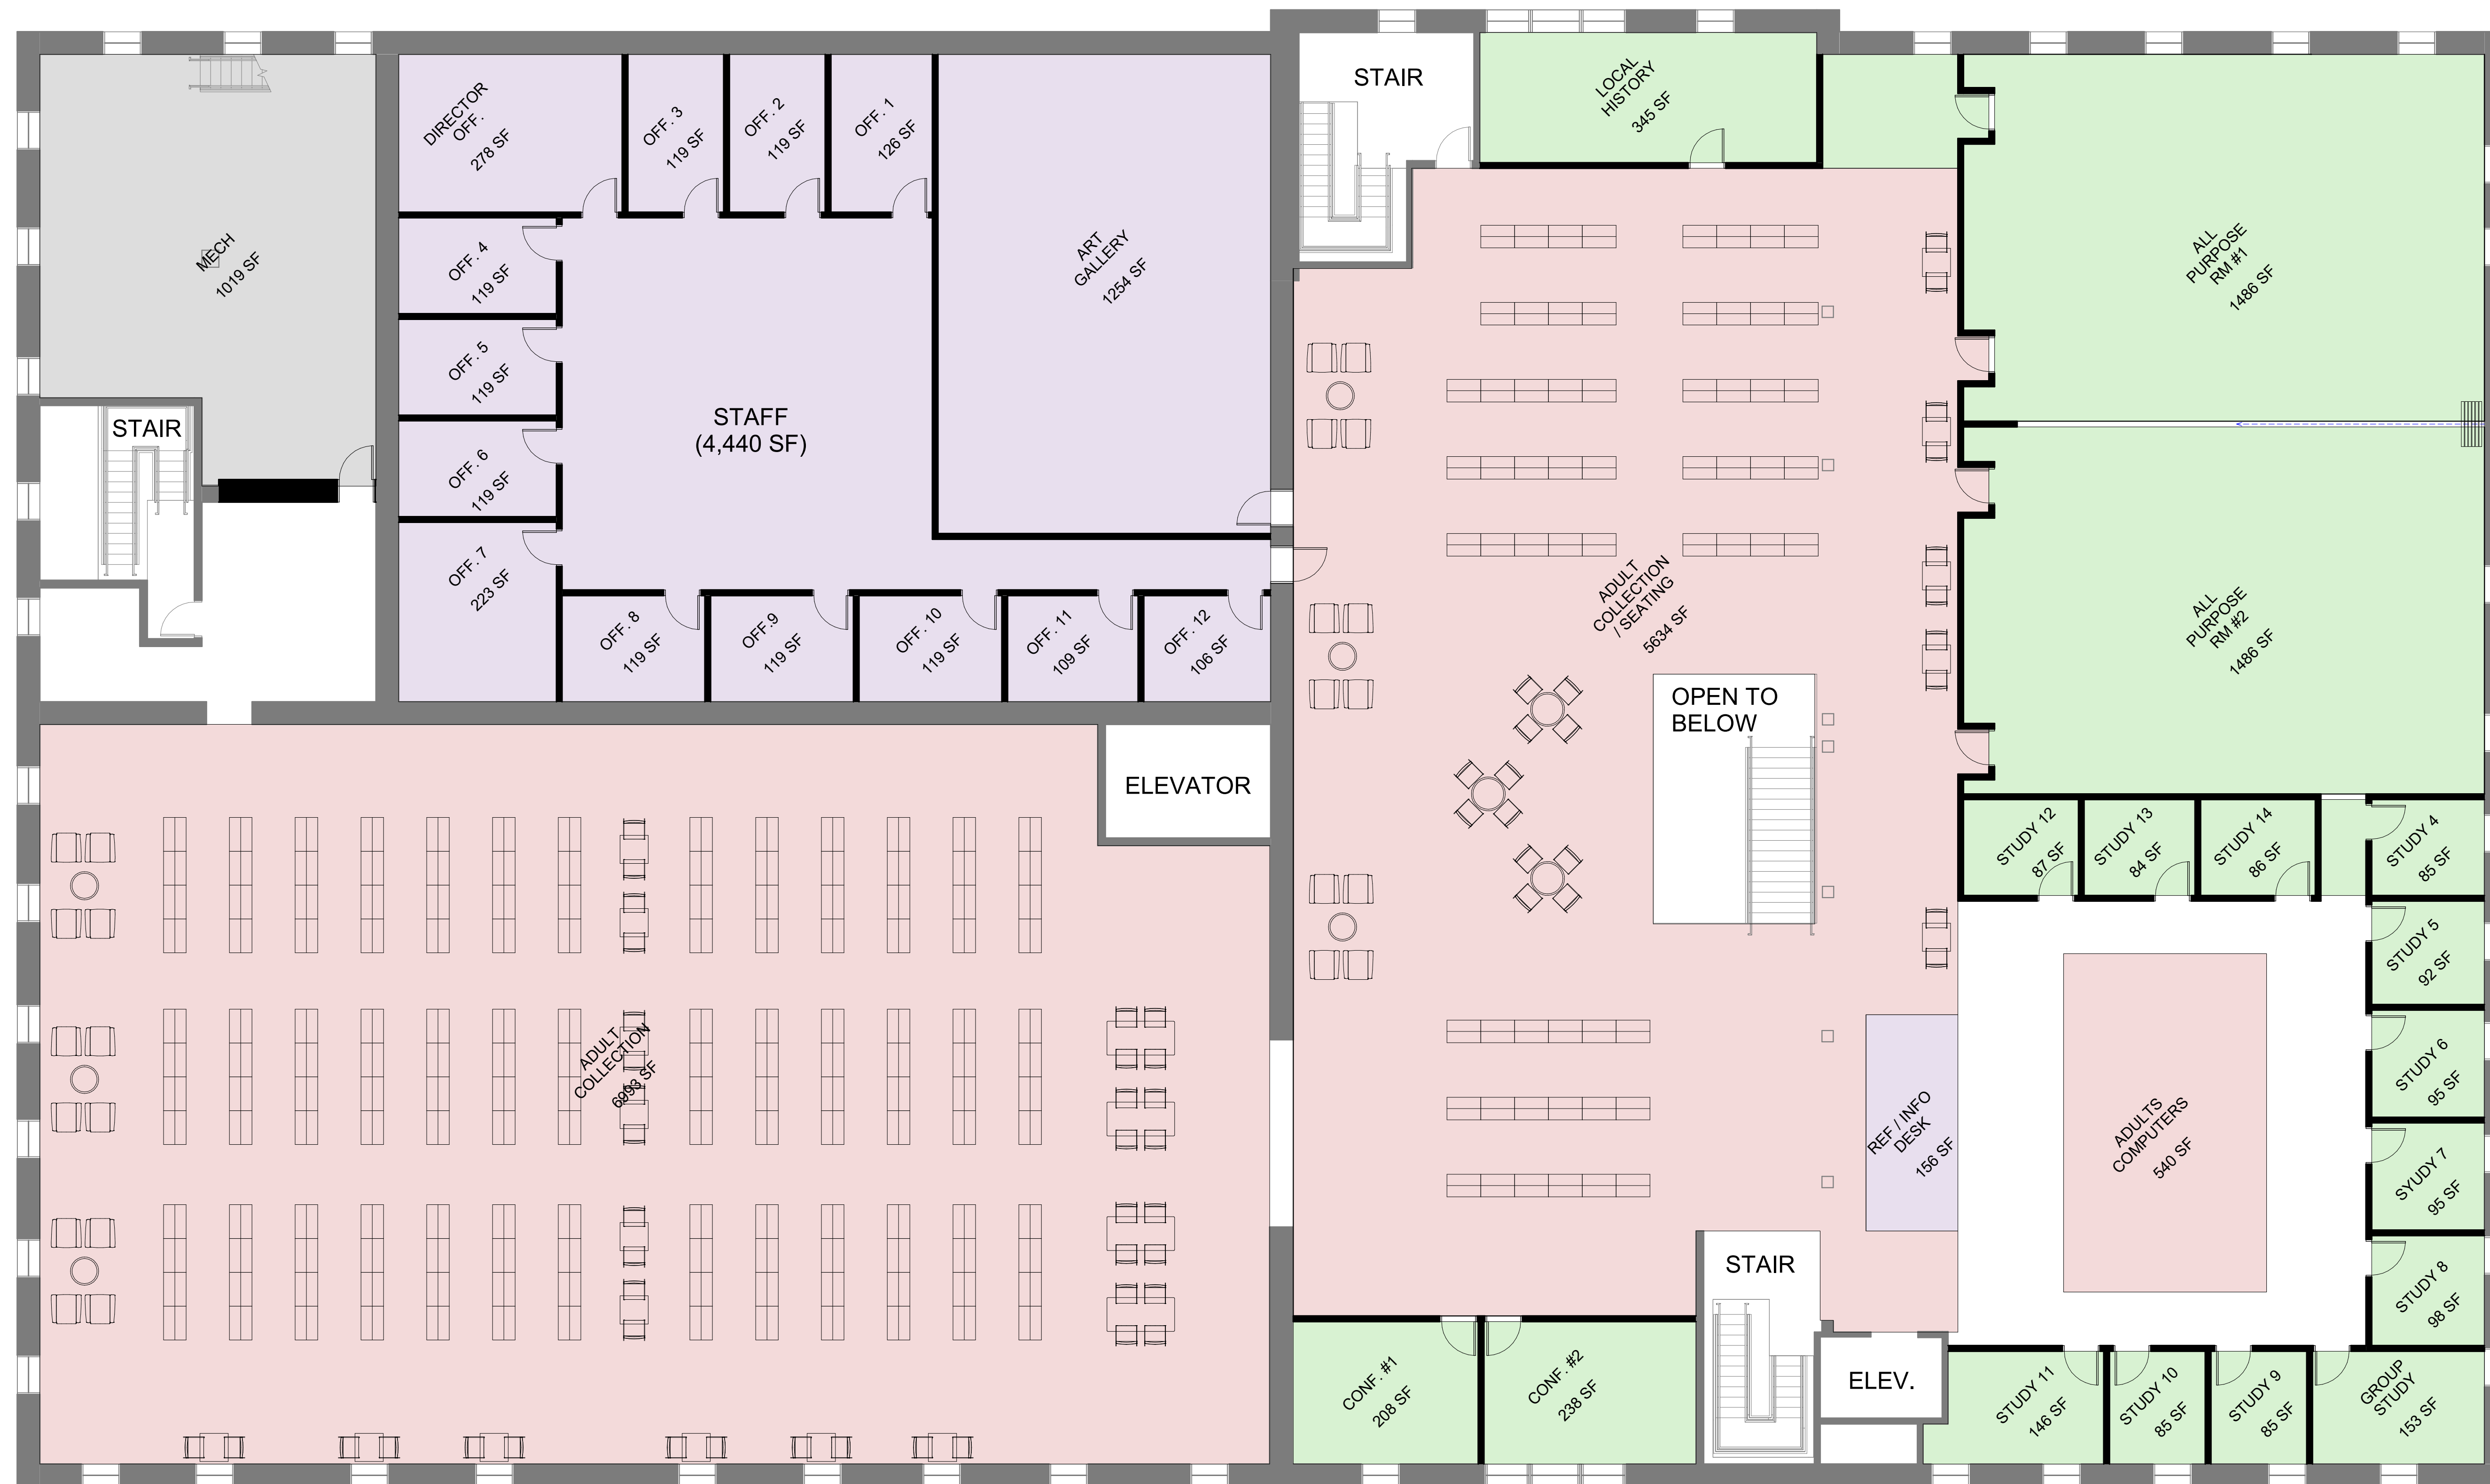 STAIR
LOCAL
HISTORY
345 SF
DIRECTOR
OFF.
278 SF
OFF. 3
119 SF
OFF. 2
119 SF
OFF. 1
126 SF
MECH
1019 SF
OFF. 4
119 SF
ART
GALLERY
1254 SF
ALL
PURPOSE
RM #1
1486 SF
OFF. 5
119 SF
STAIR
STAFF
(4,440 SF)
OFF. 6
119 SF
OFF. 7
223 SF
OFF. 8
119 SF
OFF.9
119 SF
OFF. 10
119 SF
OFF. 11
109 SF
OFF. 12
106 SF
ADULT
COLLECTION
/ SEATING
5634 SF
ALL
PURPOSE
RM #2
1486 SF
OPEN TO
BELOW
ELEVATOR
STUDY 12
87 SF
STUDY 13
84 SF
STUDY 14
86 SF
STUDY 4
85 SF
STUDY 5
92 SF
ADULT
COLLECTION
6993 SF
STUDY 6
95 SF
REF / INFO
DESK
156 SF
ADULTS
COMPUTERS
540 SF
SYUDY 7
95 SF
STAIR
STUDY 8
98 SF
CONF. #1
208 SF
CONF. #2
238 SF
ELEV.
STUDY 11
146 SF
STUDY 10
85 SF
STUDY 9
85 SF
GROUP
STUDY
153 SF